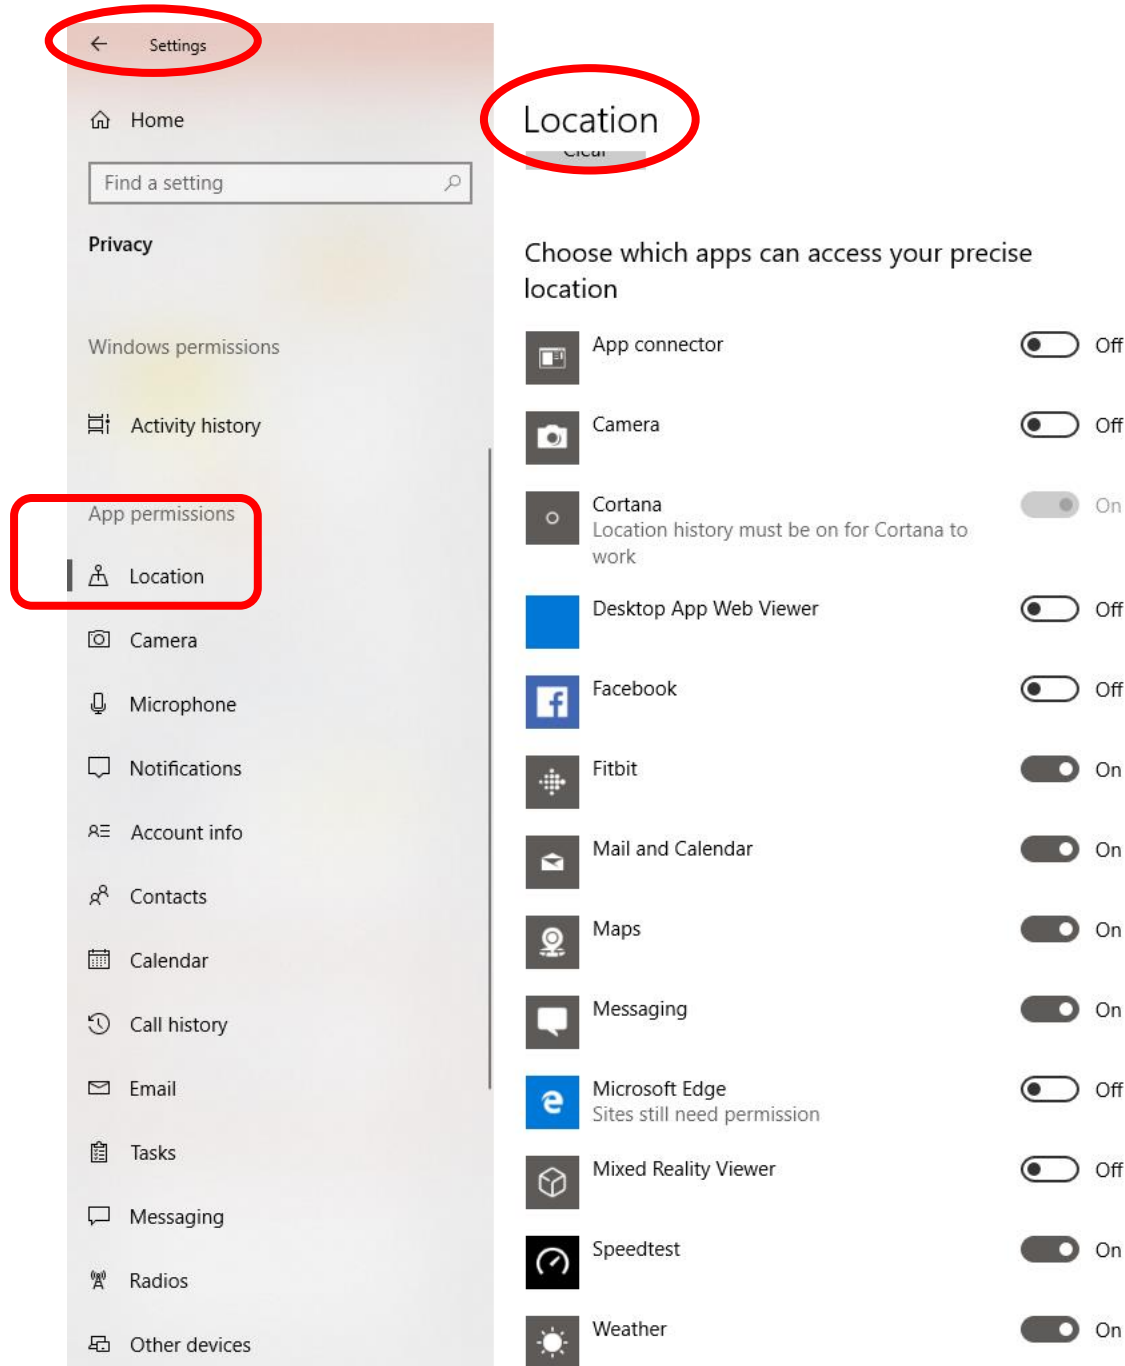 Settings
Home
Find a setting
Privacy
Windows permissions
Activity history
App permissions
Location
Camera
Microphone
Notifications
Account info
Contacts
Calendar
Call history
Email
Tasks
Messaging
Radios
Other devices
Location
Clear
Choose which apps can access your precise
location
App connector Off
Camera Off
Cortana On
Location history must be on for Cortana to
work
Desktop App Web Viewer Off
Facebook Off
Fitbit On
Mail and Calendar On
Maps On
Messaging On
Microsoft Edge Off
Sites still need permission
Mixed Reality Viewer Off
Speedtest On
Weather On